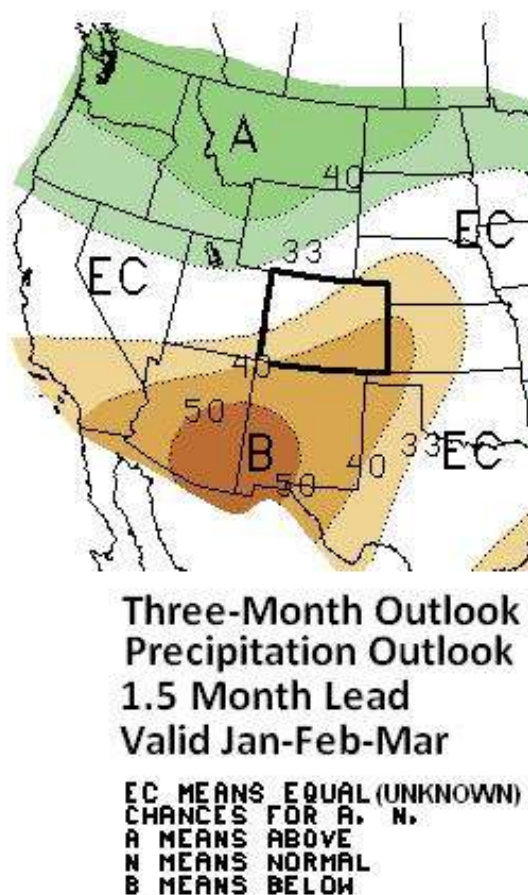 A
40
EC
33
EC
40
50
B
33
EC
40
50
Three-Month Outlook
Precipitation Outlook
1.5 Month Lead
Valid Jan-Feb-Mar
EC MEANS EQUAL (UNKNOWN)
CHANCES FOR A. N.
A MEANS ABOVE
N MEANS NORMAL
B MEANS BELOW